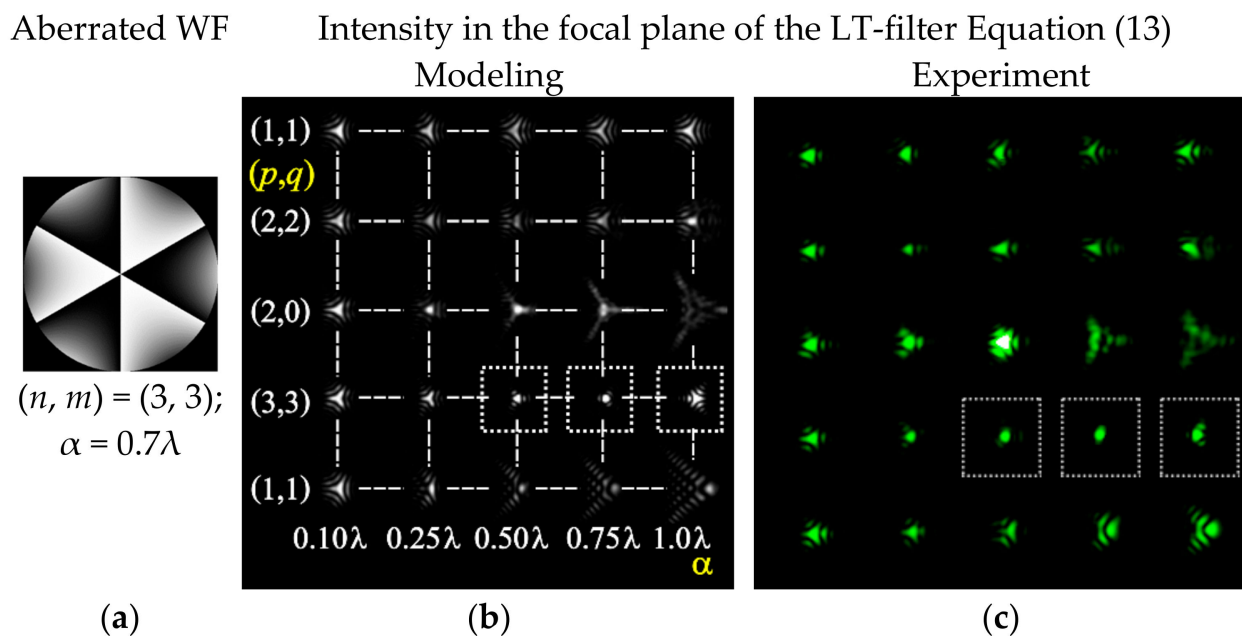 Aberrated WF
Intensity in the focal plane of the LT-filter Equation (13)
Modeling
Experiment
(1,1)
(p,q)
(2,2)
(2,0)
(3,3)
(1,1)
0.10λ 0.25λ 0.50λ 0.75λ 1.0λ
α
(n, m) = (3, 3);
α = 0.7λ
(a)
(b)
(c)